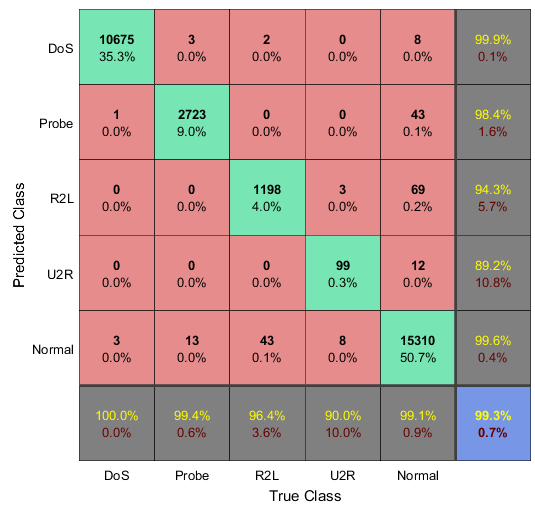 DoS 10675 3 2 0 8 99.9%
35.3% 0.0% 0.0% 0.0% 0.0% 0.1%
Probe 1 2723 0 0 43 98.4%
0.0% 9.0% 0.0% 0.0% 0.1% 1.6%
R2L 0 0 1198 3 69 94.3%
0.0% 0.0% 4.0% 0.0% 0.2% 5.7%
U2R 0 0 0 99 12 89.2%
0.0% 0.0% 0.0% 0.3% 0.0% 10.8%
Normal 3 13 43 8 15310 99.6%
0.0% 0.0% 0.1% 0.0% 50.7% 0.4%
100.0% 99.4% 96.4% 90.0% 99.1% 99.3%
0.0% 0.6% 3.6% 10.0% 0.9% 0.7%
DoS Probe R2L U2R Normal
True Class
Predicted Class